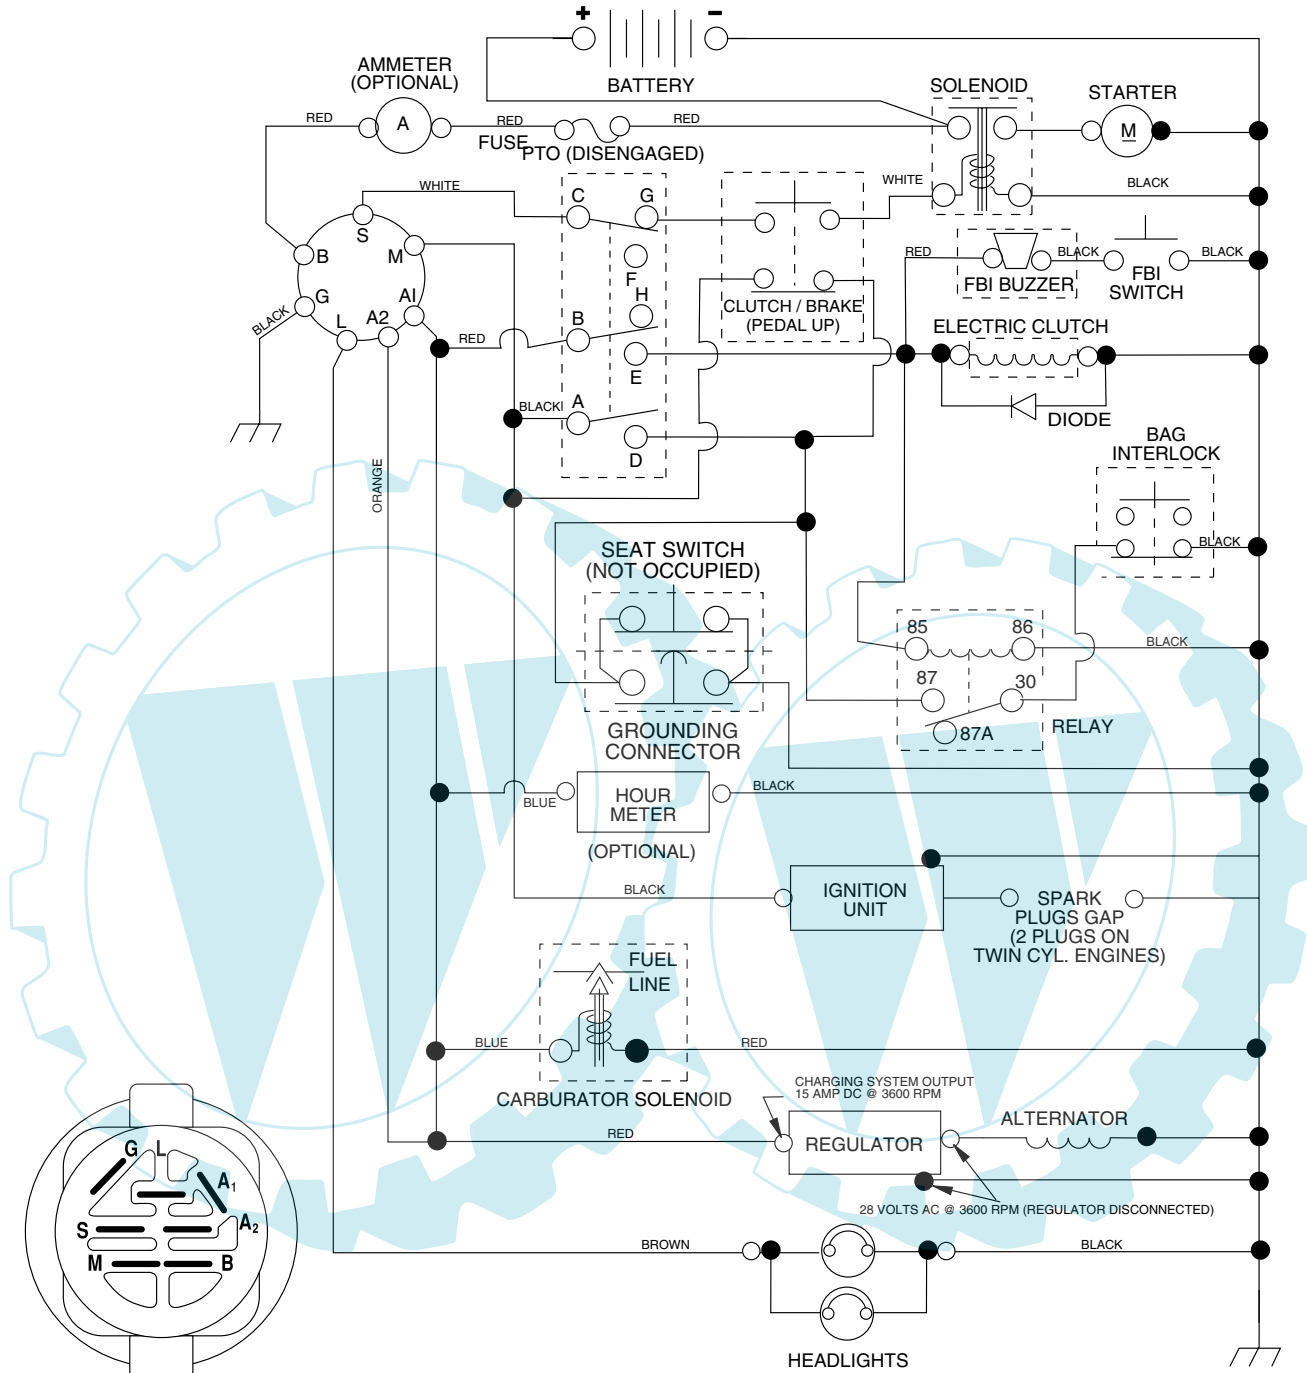 + -
BATTERY
AMMETER
(OPTIONAL)
SOLENOID
STARTER
RED
A
RED
FUSE
RED
M
PTO (DISENGAGED)
WHITE
C
G
WHITE
BLACK
S
B
M
F
RED
BLACK
BLACK
FBI BUZZER
FBI
SWITCH
G
L
A2
A1
BLACK
H
B
RED
E
CLUTCH / BRAKE
(PEDAL UP)
ELECTRIC CLUTCH
DIODE
BLACK
A
D
BAG
INTERLOCK
ORANGE
BLACK
SEAT SWITCH
(NOT OCCUPIED)
85
86
BLACK
87
30
87A
RELAY
GROUNDING
CONNECTOR
BLUE
HOUR
METER
BLACK
(OPTIONAL)
BLACK
IGNITION
UNIT
SPARK
PLUGS GAP
(2 PLUGS ON
TWIN CYL. ENGINES)
FUEL
LINE
BLUE
RED
CARBURATOR SOLENOID
CHARGING SYSTEM OUTPUT
15 AMP DC @ 3600 RPM
RED
REGULATOR
ALTERNATOR
28 VOLTS AC @ 3600 RPM (REGULATOR DISCONNECTED)
G
L
A1
A2
S
M
B
BROWN
BLACK
HEADLIGHTS